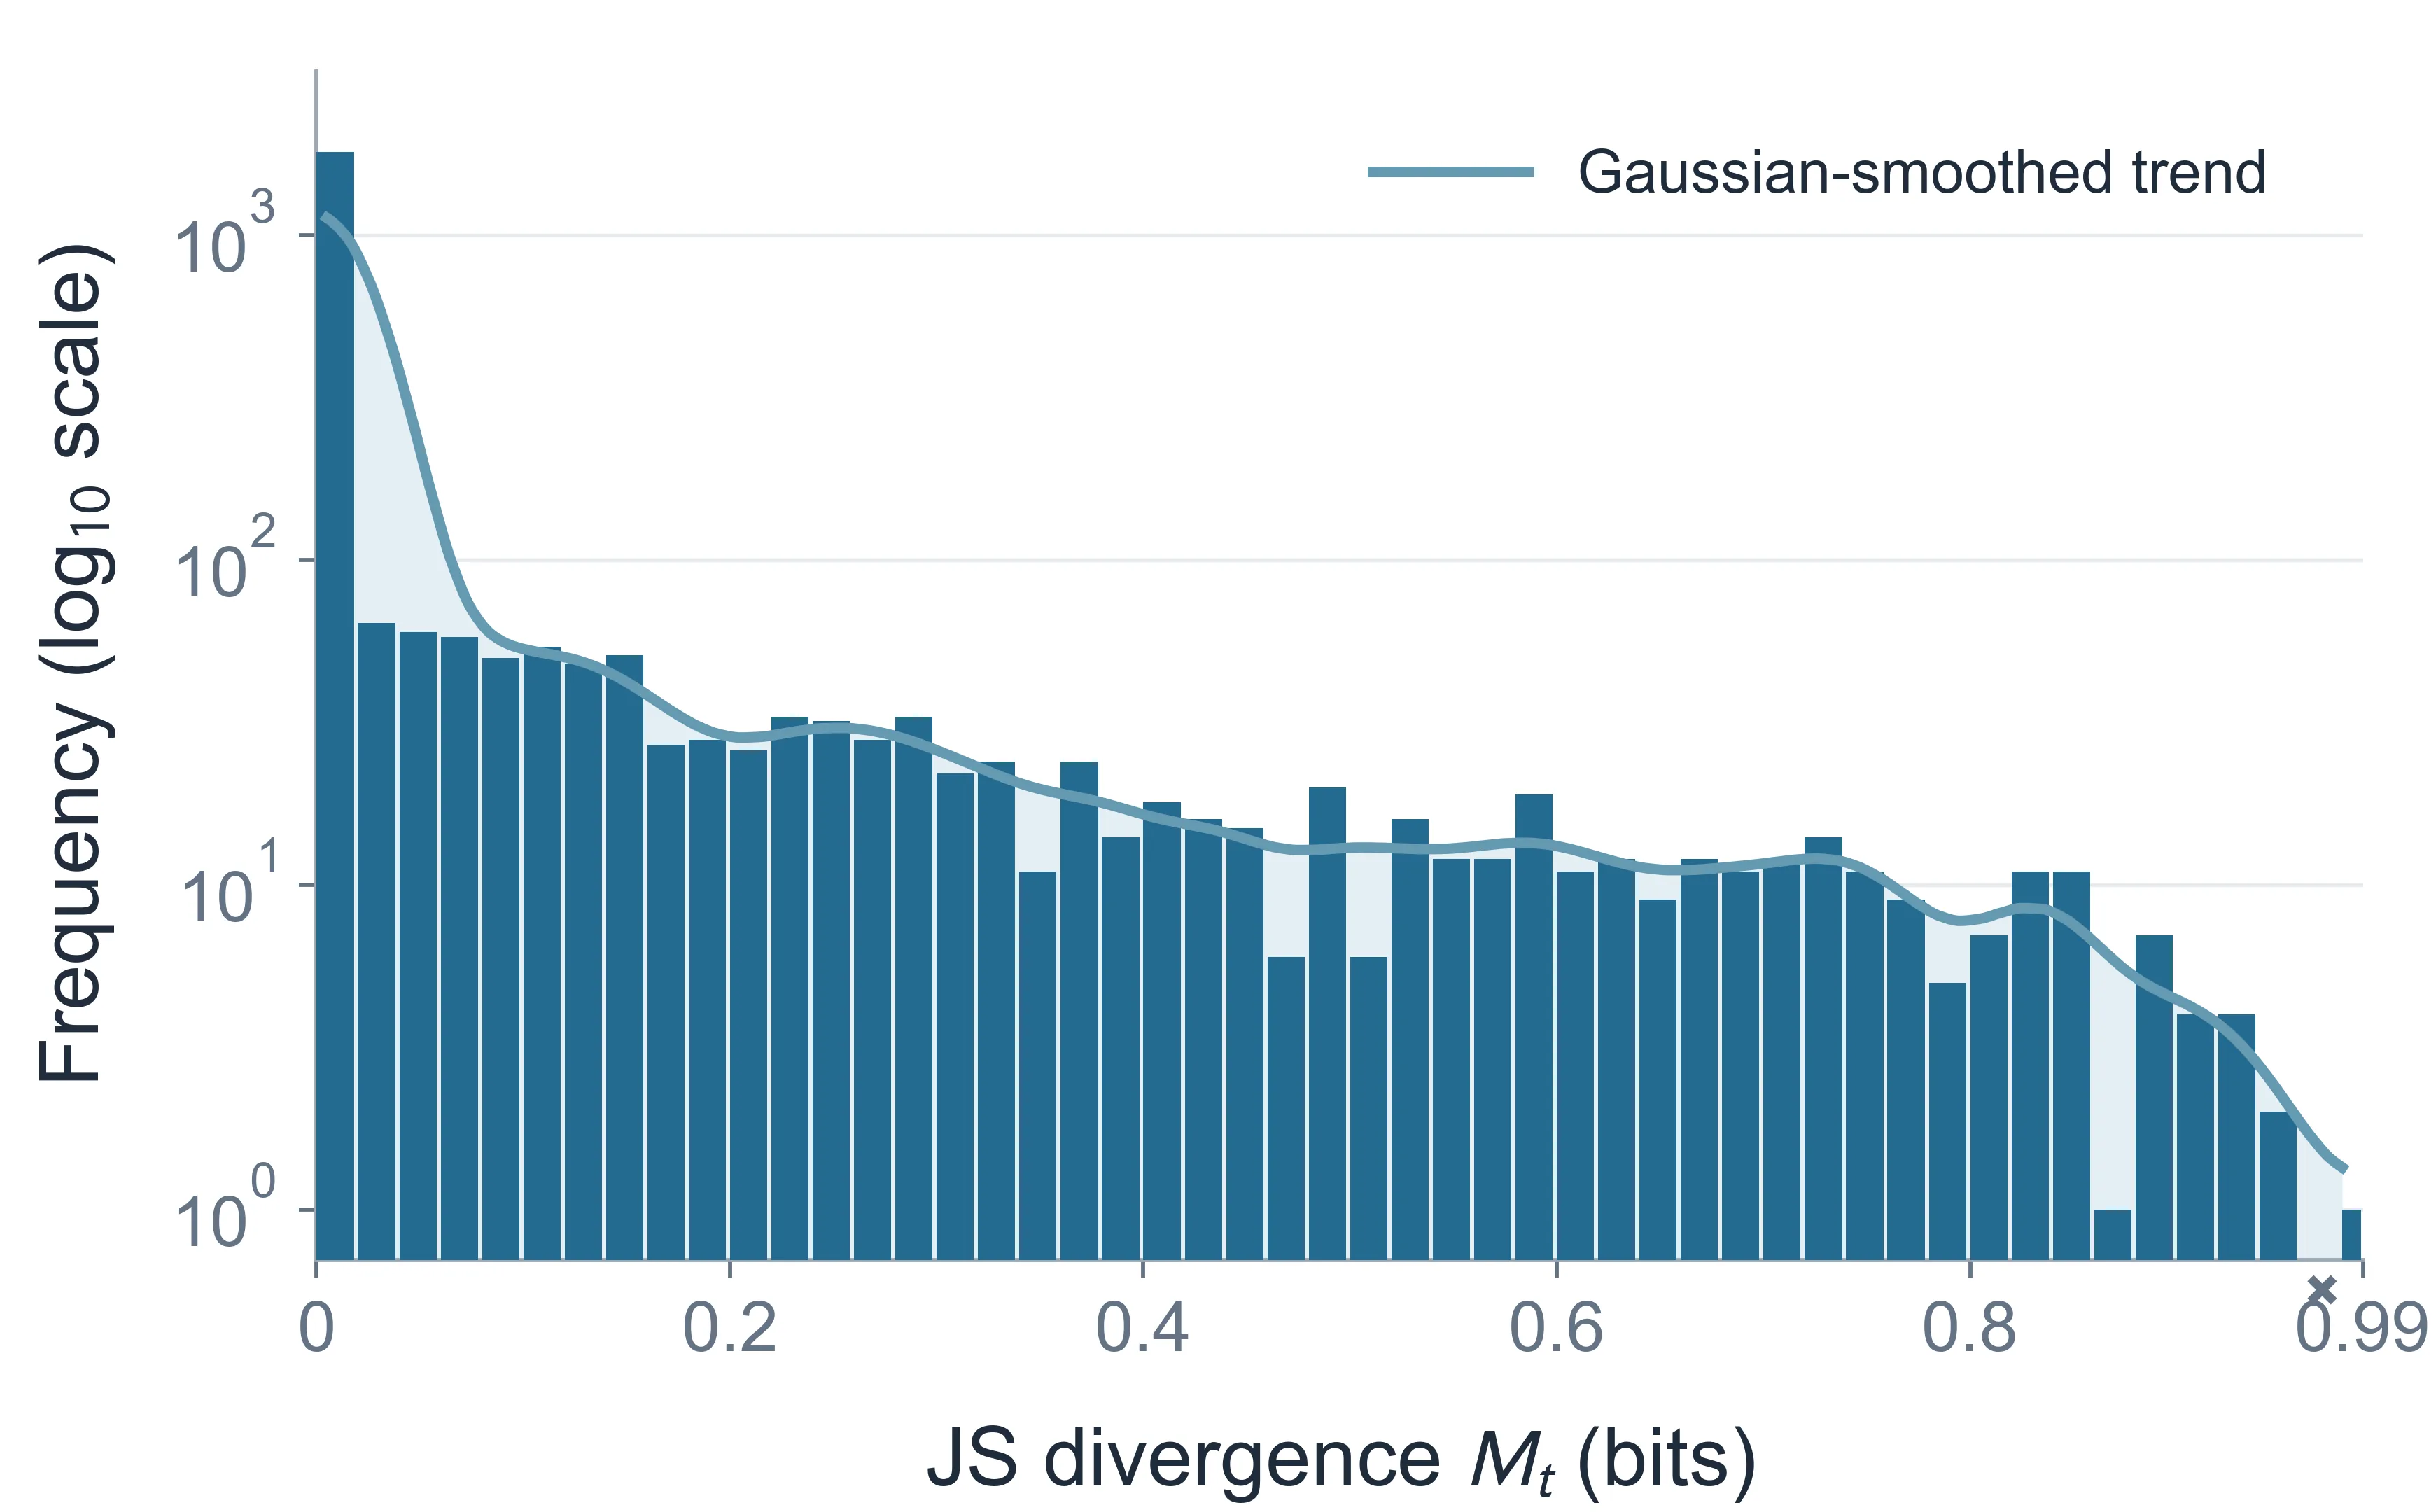 Gaussian-smoothed trend
Frequency (log₁₀ scale)
10³
10²
10¹
10⁰
0 0.2 0.4 0.6 0.8 0.99
JS divergence Mₜ (bits)